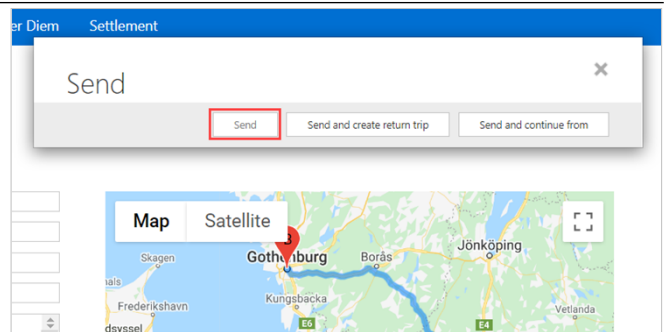 er Diem Settlement
Send
Send Send and create return trip Send and continue from
Map Satellite
Jönköping
Skagen Gothenburg Borås
Kungsbacka
Frederikshavn Vetlanda
E6 E4
dsyssel